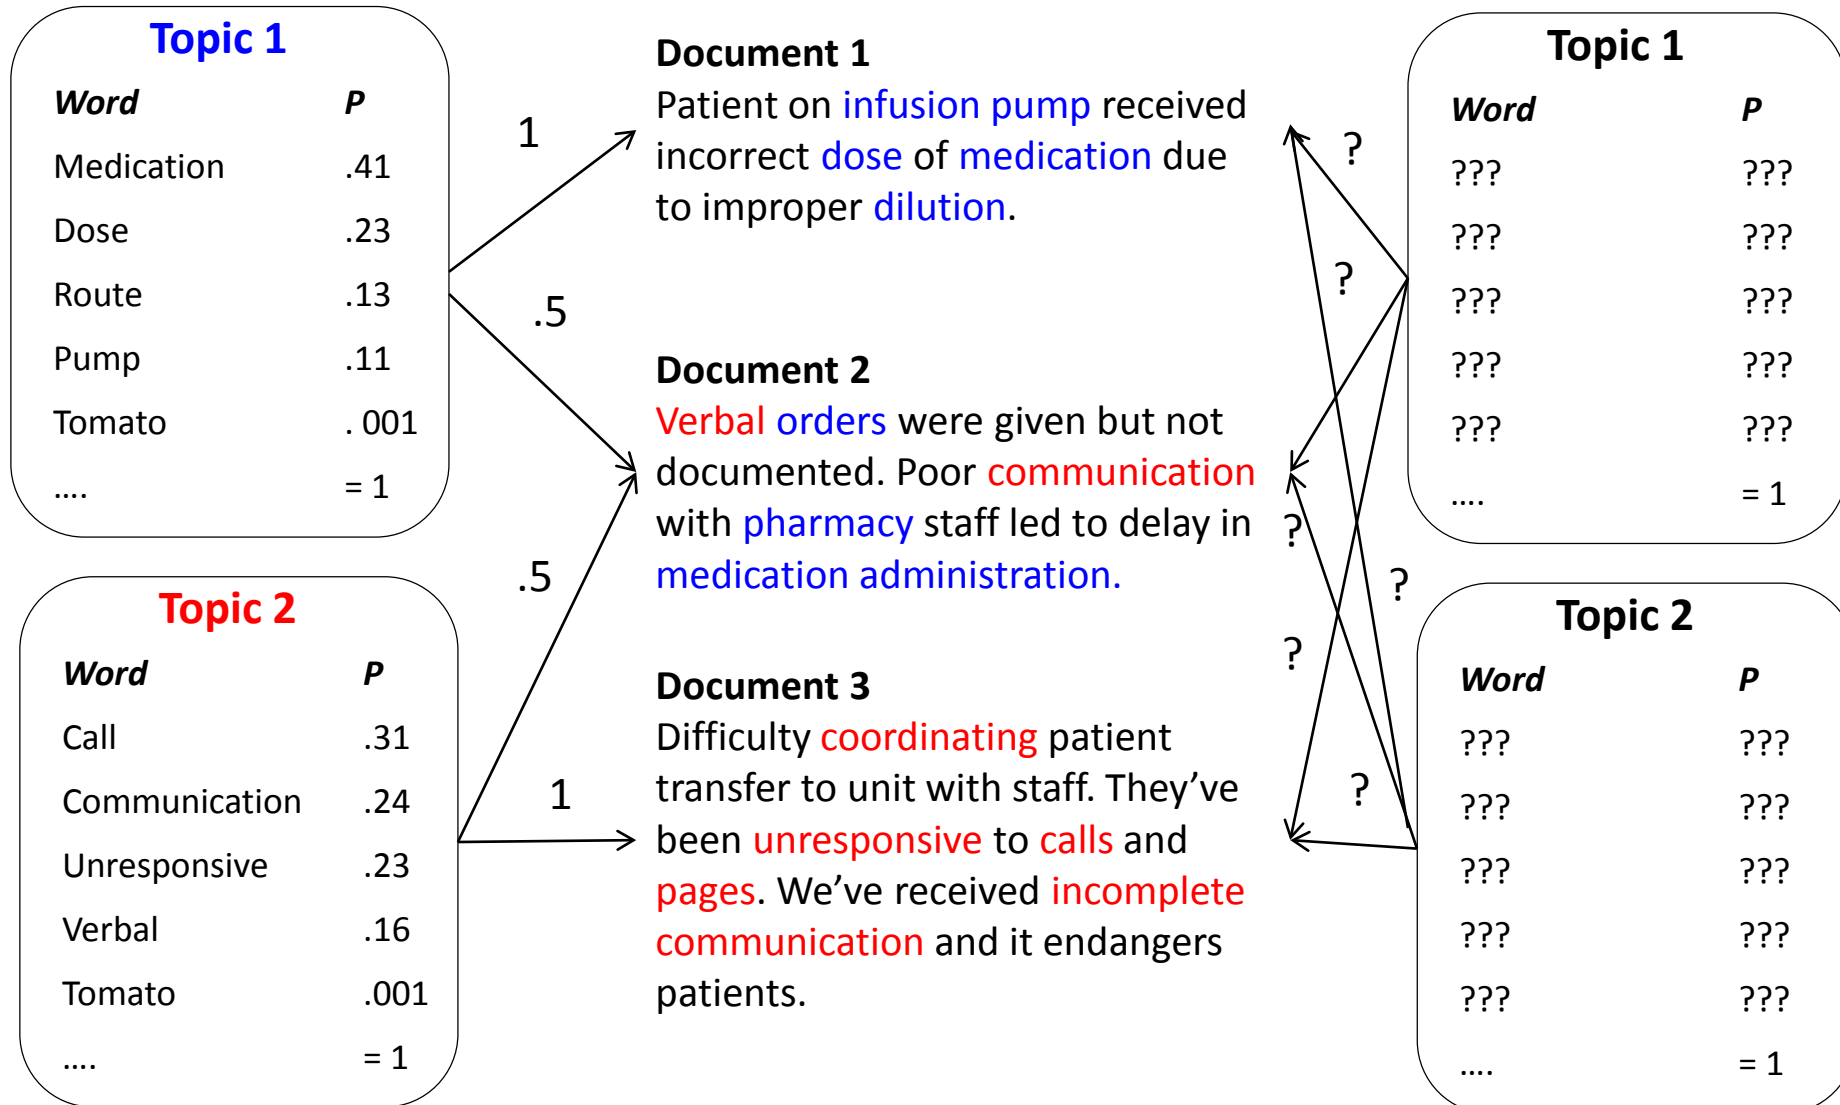 Topic 1
Word P
Medication .41
Dose .23
Route .13
Pump .11
Tomato . 001
.... = 1
Topic 2
Word P
Call .31
Communication .24
Unresponsive .23
Verbal .16
Tomato .001
.... = 1
1
.5
.5
1
Document 1
Patient on infusion pump received
incorrect dose of medication due
to improper dilution.
Document 2
Verbal orders were given but not
documented. Poor communication
with pharmacy staff led to delay in
medication administration.
Document 3
Difficulty coordinating patient
transfer to unit with staff. They’ve
been unresponsive to calls and
pages. We’ve received incomplete
communication and it endangers
patients.
?
?
?
?
?
?
Topic 1
Word P
??? ???
??? ???
??? ???
??? ???
??? ???
.... = 1
Topic 2
Word P
??? ???
??? ???
??? ???
??? ???
??? ???
.... = 1